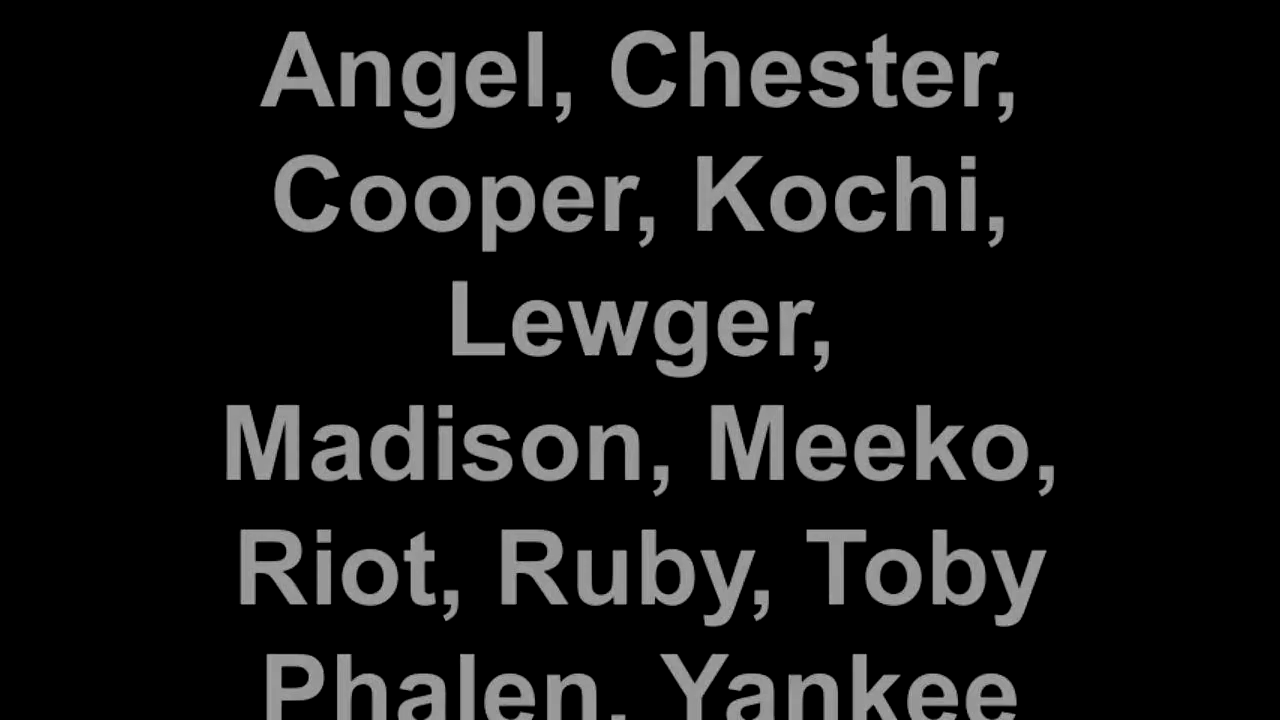 Angel, Chester,
Cooper, Kochi,
Lewger,
Madison, Meeko,
Riot, Ruby, Toby
Phalen, Yankee